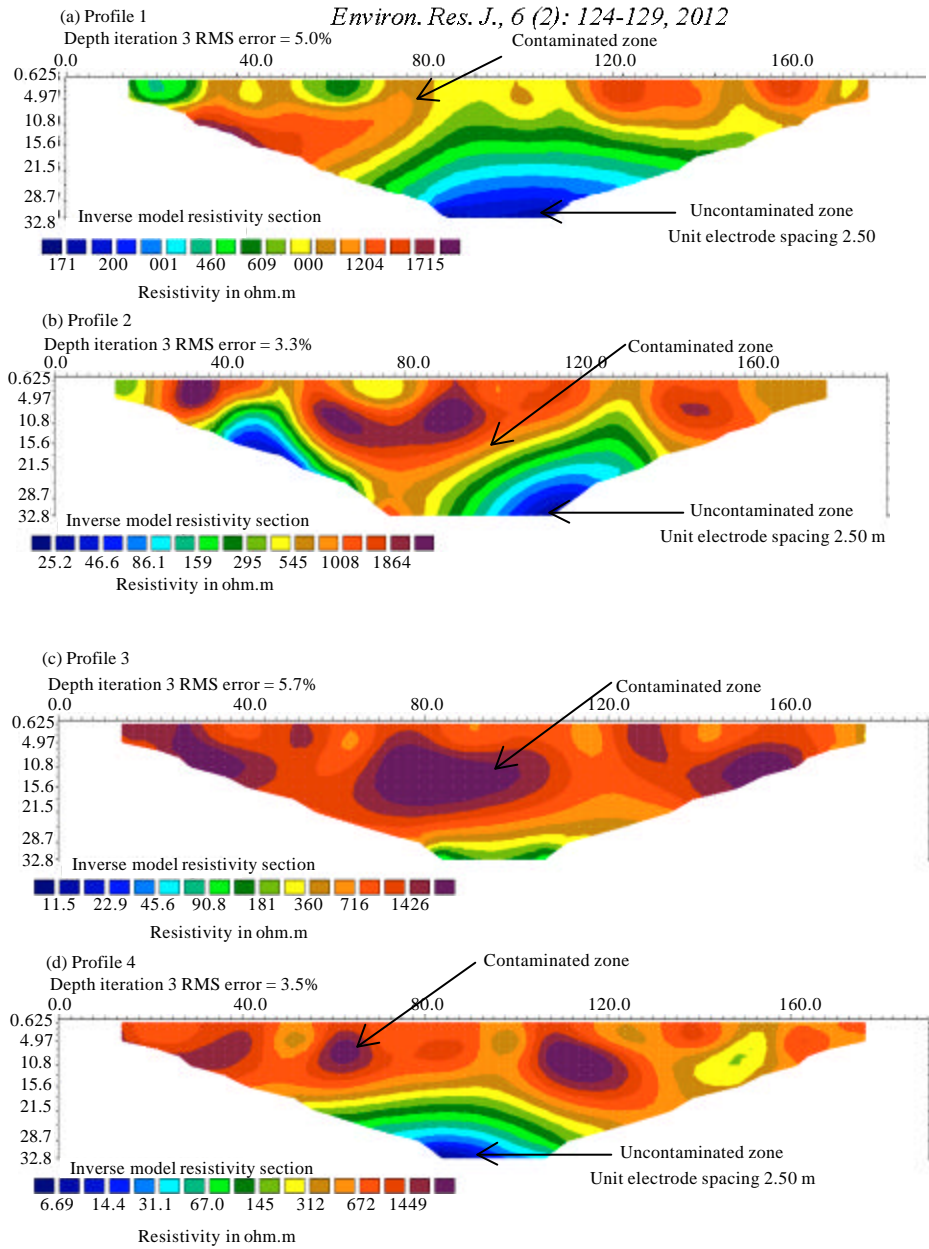 Environ. Res. J., 6 (2): 124-129, 2012
(a) Profile 1
Depth iteration 3 RMS error = 5.0%
Contaminated zone
0.0 40.0 80.0 120.0 160.0
0.625
4.97
10.8
15.6
21.5
28.7
32.8
Inverse model resistivity section
Uncontaminated zone
Unit electrode spacing 2.50
171 200 001 460 609 000 1204 1715
Resistivity in ohm.m
(b) Profile 2
Depth iteration 3 RMS error = 3.3%
Contaminated zone
0.0 40.0 80.0 120.0 160.0
0.625
4.97
10.8
15.6
21.5
28.7
32.8
Inverse model resistivity section
Uncontaminated zone
Unit electrode spacing 2.50 m
25.2 46.6 86.1 159 295 545 1008 1864
Resistivity in ohm.m
(c) Profile 3
Depth iteration 3 RMS error = 5.7%
Contaminated zone
0.0 40.0 80.0 120.0 160.0
0.625
4.97
10.8
15.6
21.5
28.7
32.8
Inverse model resistivity section
11.5 22.9 45.6 90.8 181 360 716 1426
Resistivity in ohm.m
(d) Profile 4
Contaminated zone
Depth iteration 3 RMS error = 3.5%
0.0 40.0 80.0 120.0 160.0
0.625
4.97
10.8
15.6
21.5
28.7
32.8
Uncontaminated zone
Inverse model resistivity section
Unit electrode spacing 2.50 m
6.69 14.4 31.1 67.0 145 312 672 1449
Resistivity in ohm.m